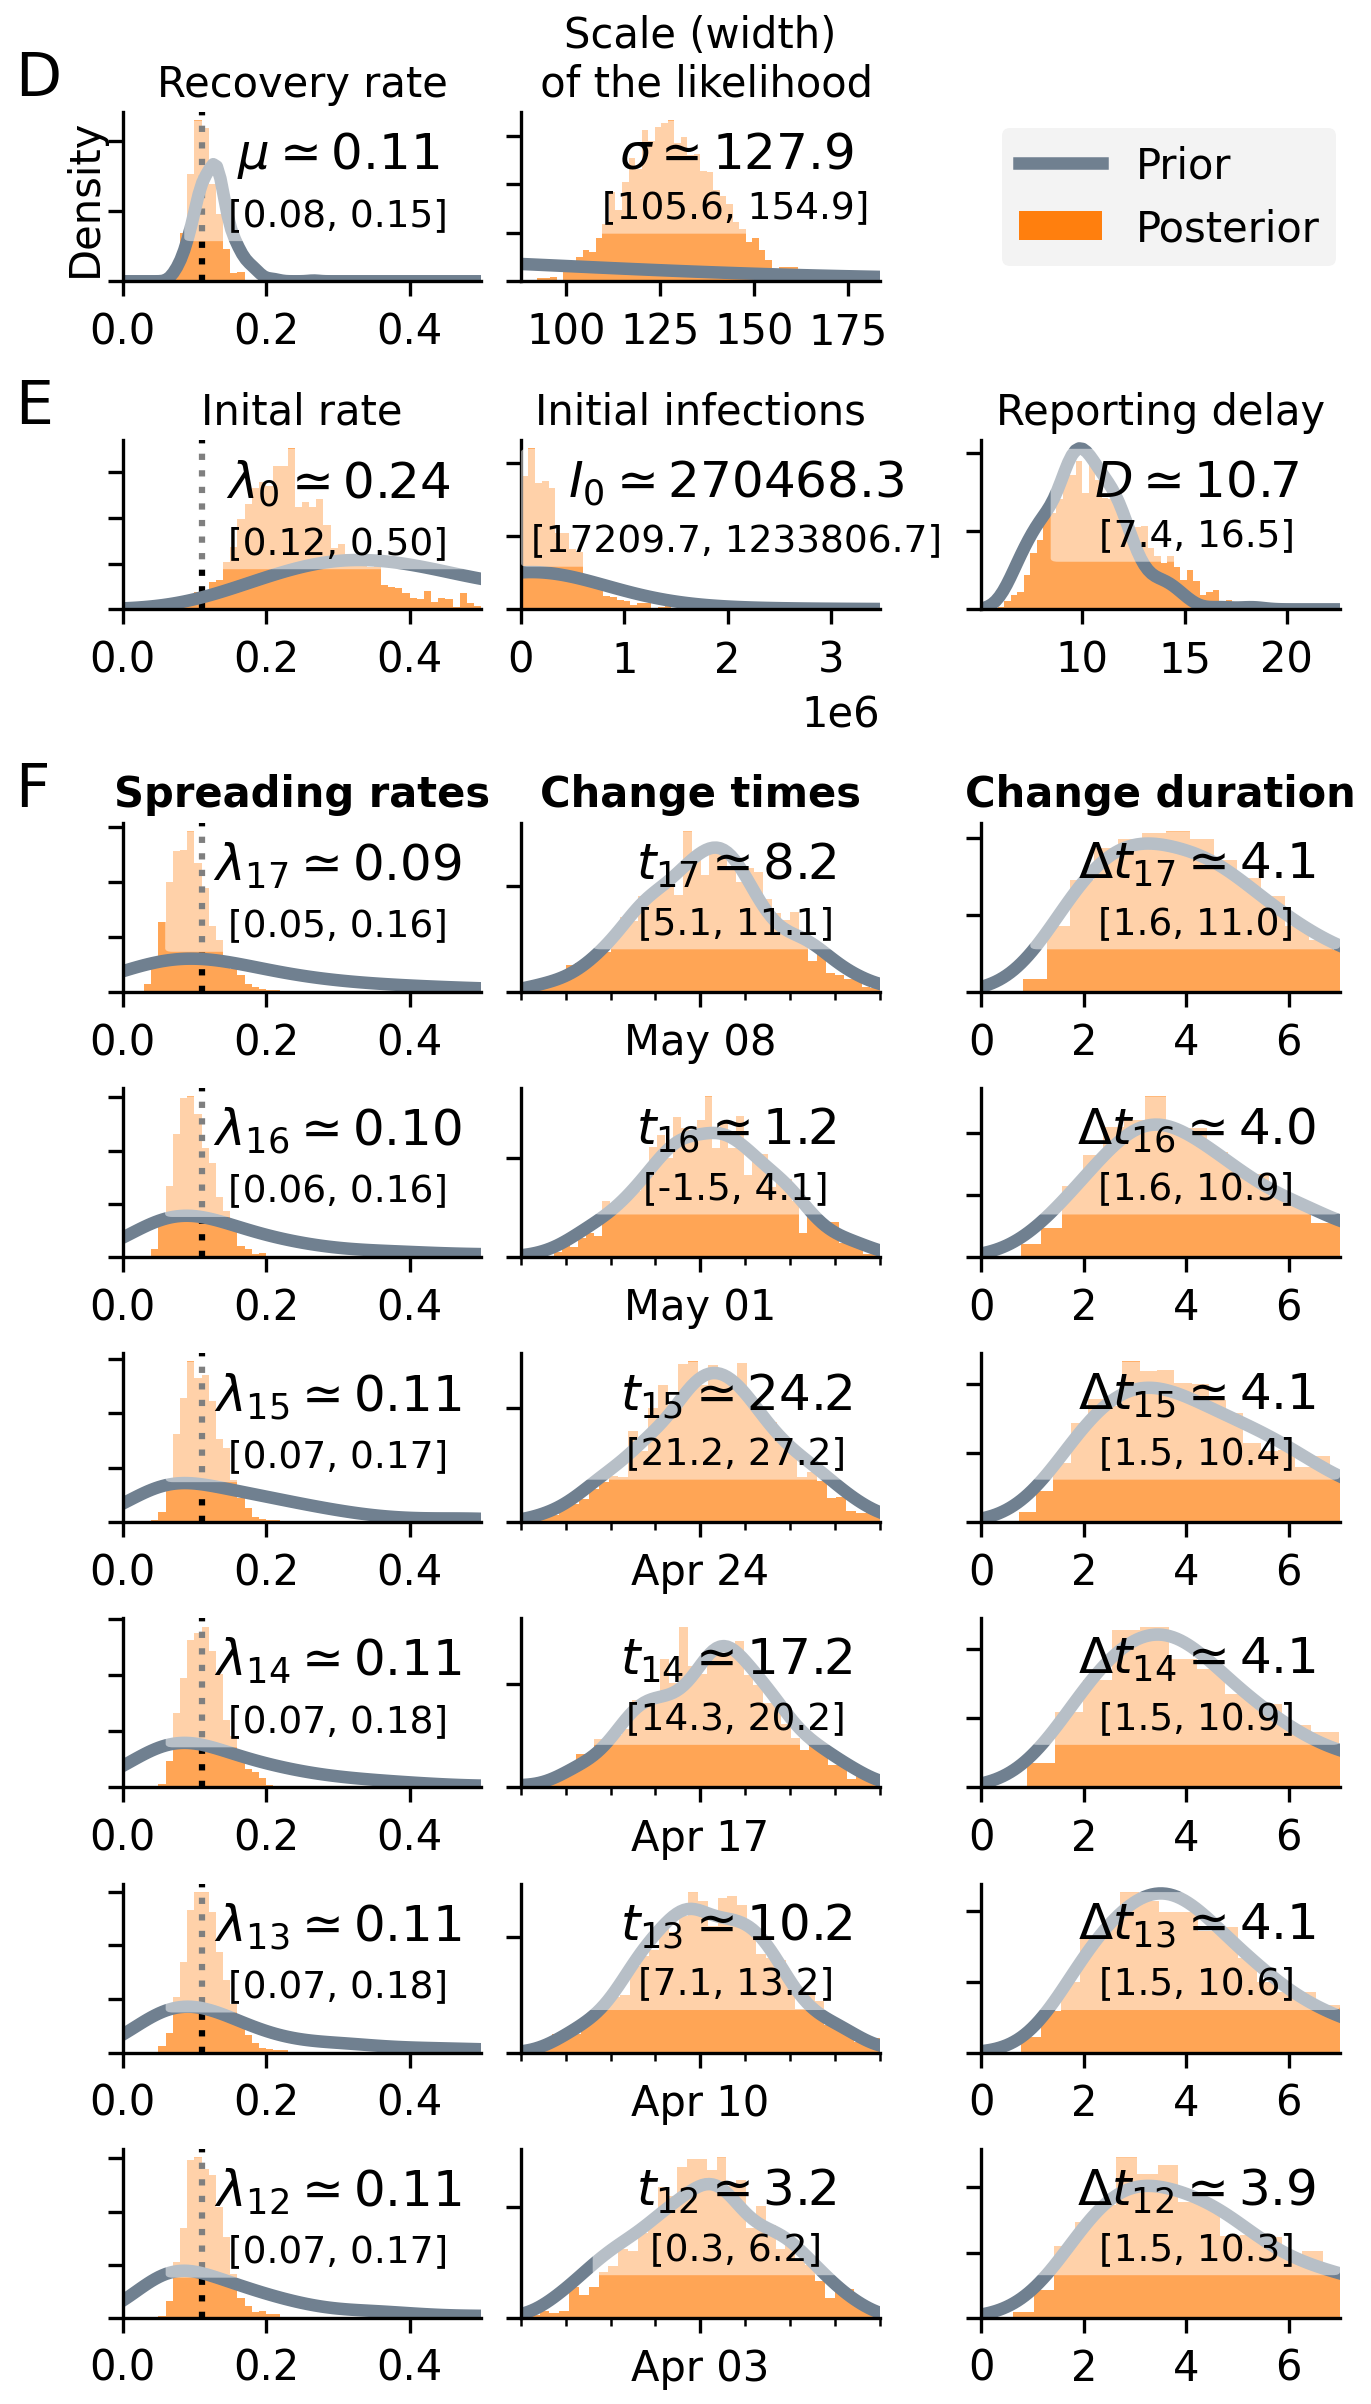 D
Recovery rate
Scale (width)
of the likelihood
Density
μ ≃ 0.11
[0.08, 0.15]
σ ≃ 127.9
[105.6, 154.9]
Prior
Posterior
0.0 0.2 0.4
100 125 150 175
E
Inital rate
Initial infections
Reporting delay
λ0 ≃ 0.24
[0.12, 0.50]
I0 ≃ 270468.3
[17209.7, 1233806.7]
D ≃ 10.7
[7.4, 16.5]
0.0 0.2 0.4
0 1 2 3
1e6
10 15 20
F
Spreading rates
Change times
Change duration
λ17 ≃ 0.09
[0.05, 0.16]
t17 ≃ 8.2
[5.1, 11.1]
Δt17 ≃ 4.1
[1.6, 11.0]
0.0 0.2 0.4
May 08
0 2 4 6
λ16 ≃ 0.10
[0.06, 0.16]
t16 ≃ 1.2
[-1.5, 4.1]
Δt16 ≃ 4.0
[1.6, 10.9]
0.0 0.2 0.4
May 01
0 2 4 6
λ15 ≃ 0.11
[0.07, 0.17]
t15 ≃ 24.2
[21.2, 27.2]
Δt15 ≃ 4.1
[1.5, 10.4]
0.0 0.2 0.4
Apr 24
0 2 4 6
λ14 ≃ 0.11
[0.07, 0.18]
t14 ≃ 17.2
[14.3, 20.2]
Δt14 ≃ 4.1
[1.5, 10.9]
0.0 0.2 0.4
Apr 17
0 2 4 6
λ13 ≃ 0.11
[0.07, 0.18]
t13 ≃ 10.2
[7.1, 13.2]
Δt13 ≃ 4.1
[1.5, 10.6]
0.0 0.2 0.4
Apr 10
0 2 4 6
λ12 ≃ 0.11
[0.07, 0.17]
t12 ≃ 3.2
[0.3, 6.2]
Δt12 ≃ 3.9
[1.5, 10.3]
0.0 0.2 0.4
Apr 03
0 2 4 6